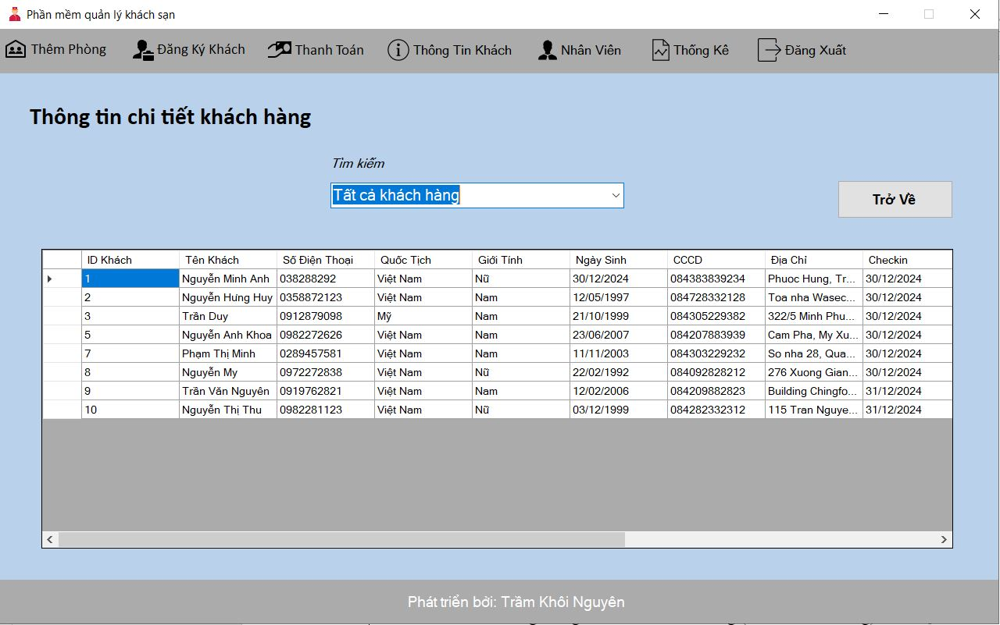 Phần mềm quản lý khách sạn
Thêm Phòng Đăng Ký Khách Thanh Toán Thông Tin Khách Nhân Viên Thống Kê Đăng Xuất
Thông tin chi tiết khách hàng
Tìm kiếm
Tất cả khách hàng
Trở Về
ID Khách Tên Khách Số Điện Thoại Quốc Tịch Giới Tính Ngày Sinh CCCD Địa Chỉ Checkin
1 Nguyễn Minh Anh 038288292 Việt Nam Nữ 30/12/2024 084383839234 Phuoc Hung, Tr... 30/12/2024
2 Nguyễn Hưng Huy 0358872123 Việt Nam Nam 12/05/1997 084728332128 Toa nha Wasec... 30/12/2024
3 Trần Duy 0912879098 Mỹ Nam 21/10/1999 084305229382 322/5 Minh Phu... 30/12/2024
5 Nguyễn Anh Khoa 0982272626 Việt Nam Nam 23/06/2007 084207883939 Cam Pha, My Xu... 30/12/2024
7 Phạm Thị Minh 0289457581 Việt Nam Nam 11/11/2003 084303229232 So nha 28, Qua... 30/12/2024
8 Nguyễn My 0972272838 Việt Nam Nữ 22/02/1992 084092828212 276 Xuong Gian... 30/12/2024
9 Trần Văn Nguyên 0919762821 Việt Nam Nam 12/02/2006 084209882823 Building Chingfo... 31/12/2024
10 Nguyễn Thị Thu 0982281123 Việt Nam Nữ 03/12/1999 084282332312 115 Tran Nguye... 31/12/2024
Phát triển bởi: Trầm Khôi Nguyên